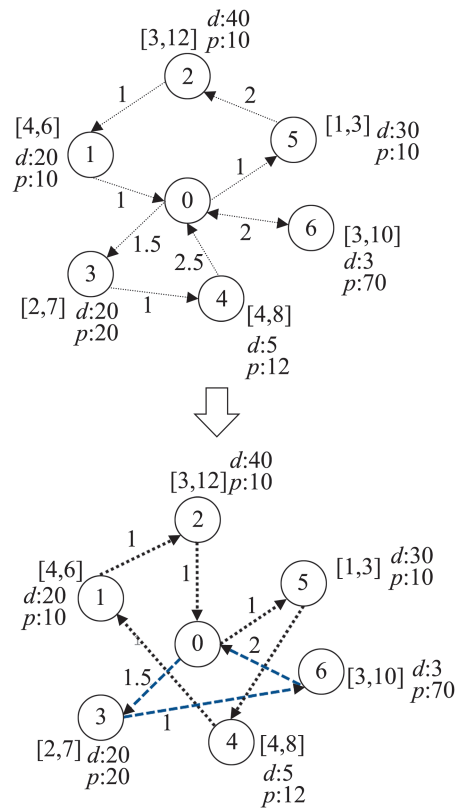 d:40
[3,12] p:10
2
1
2
[4,6]
d:20
p:10
1
5
[1,3] d:30
p:10
1
0
1
1.5
2
6
[3,10]
d:3
p:70
2.5
3
1
4
[2,7] d:20
p:20
[4,8]
d:5
p:12
d:40
[3,12] p:10
2
1
1
[4,6]
d:20
p:10
1
5
[1,3] d:30
p:10
1
0
2
6
[3,10] d:3
p:70
1.5
3
1
4
[2,7] d:20
p:20
[4,8]
d:5
p:12